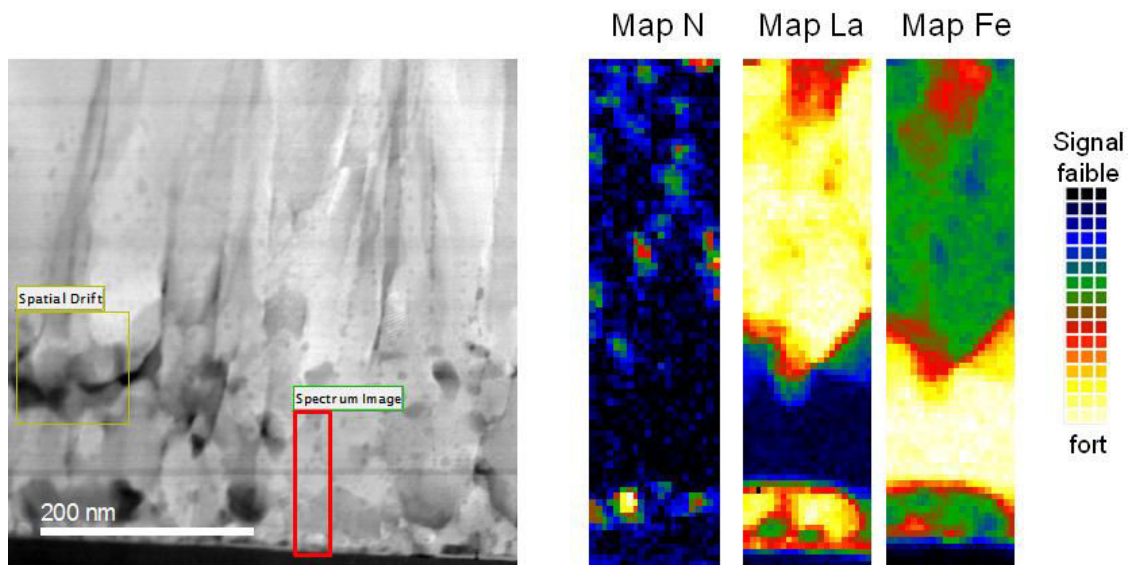 Map N
Map La
Map Fe
Spatial Drift
Spectrum Image
200 nm
Signal
faible
fort